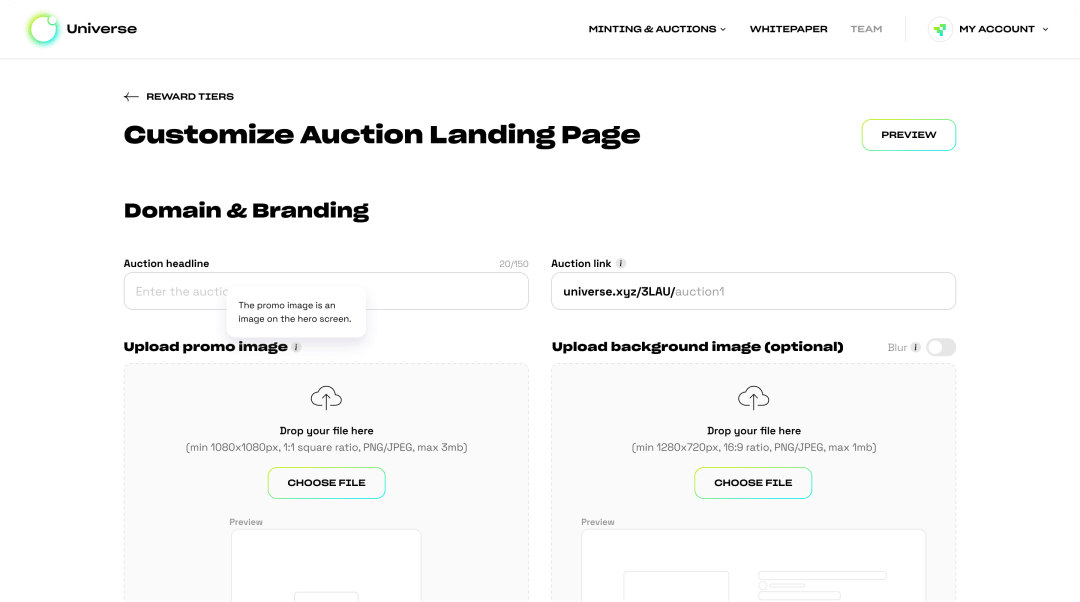 Universe
MINTING & AUCTIONS
WHITEPAPER
TEAM
MY ACCOUNT
REWARD TIERS
Customize Auction Landing Page
PREVIEW
Domain & Branding
Auction headline
20/150
Auction link i
Enter the auctio
universe.xyz/3LAU/auction1
The promo image is an
image on the hero screen.
Upload promo image i
Upload background image (optional)
Blur i
Drop your file here
(min 1080x1080px, 1:1 square ratio, PNG/JPEG, max 3mb)
CHOOSE FILE
Preview
Drop your file here
(min 1280x720px, 16:9 ratio, PNG/JPEG, max 1mb)
CHOOSE FILE
Preview